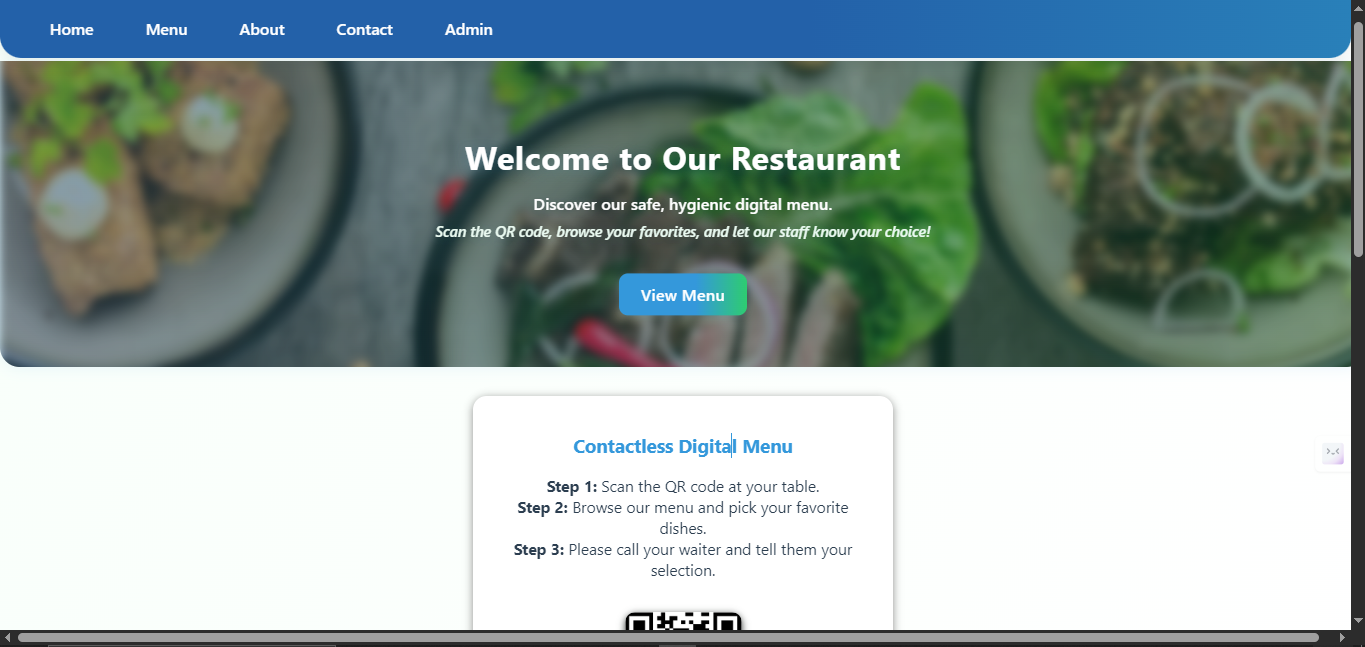 Home Menu About Contact Admin
Welcome to Our Restaurant
Discover our safe, hygienic digital menu.
Scan the QR code, browse your favorites, and let our staff know your choice!
View Menu
Contactless Digital Menu
Step 1: Scan the QR code at your table.
Step 2: Browse our menu and pick your favorite
dishes.
Step 3: Please call your waiter and tell them your
selection.